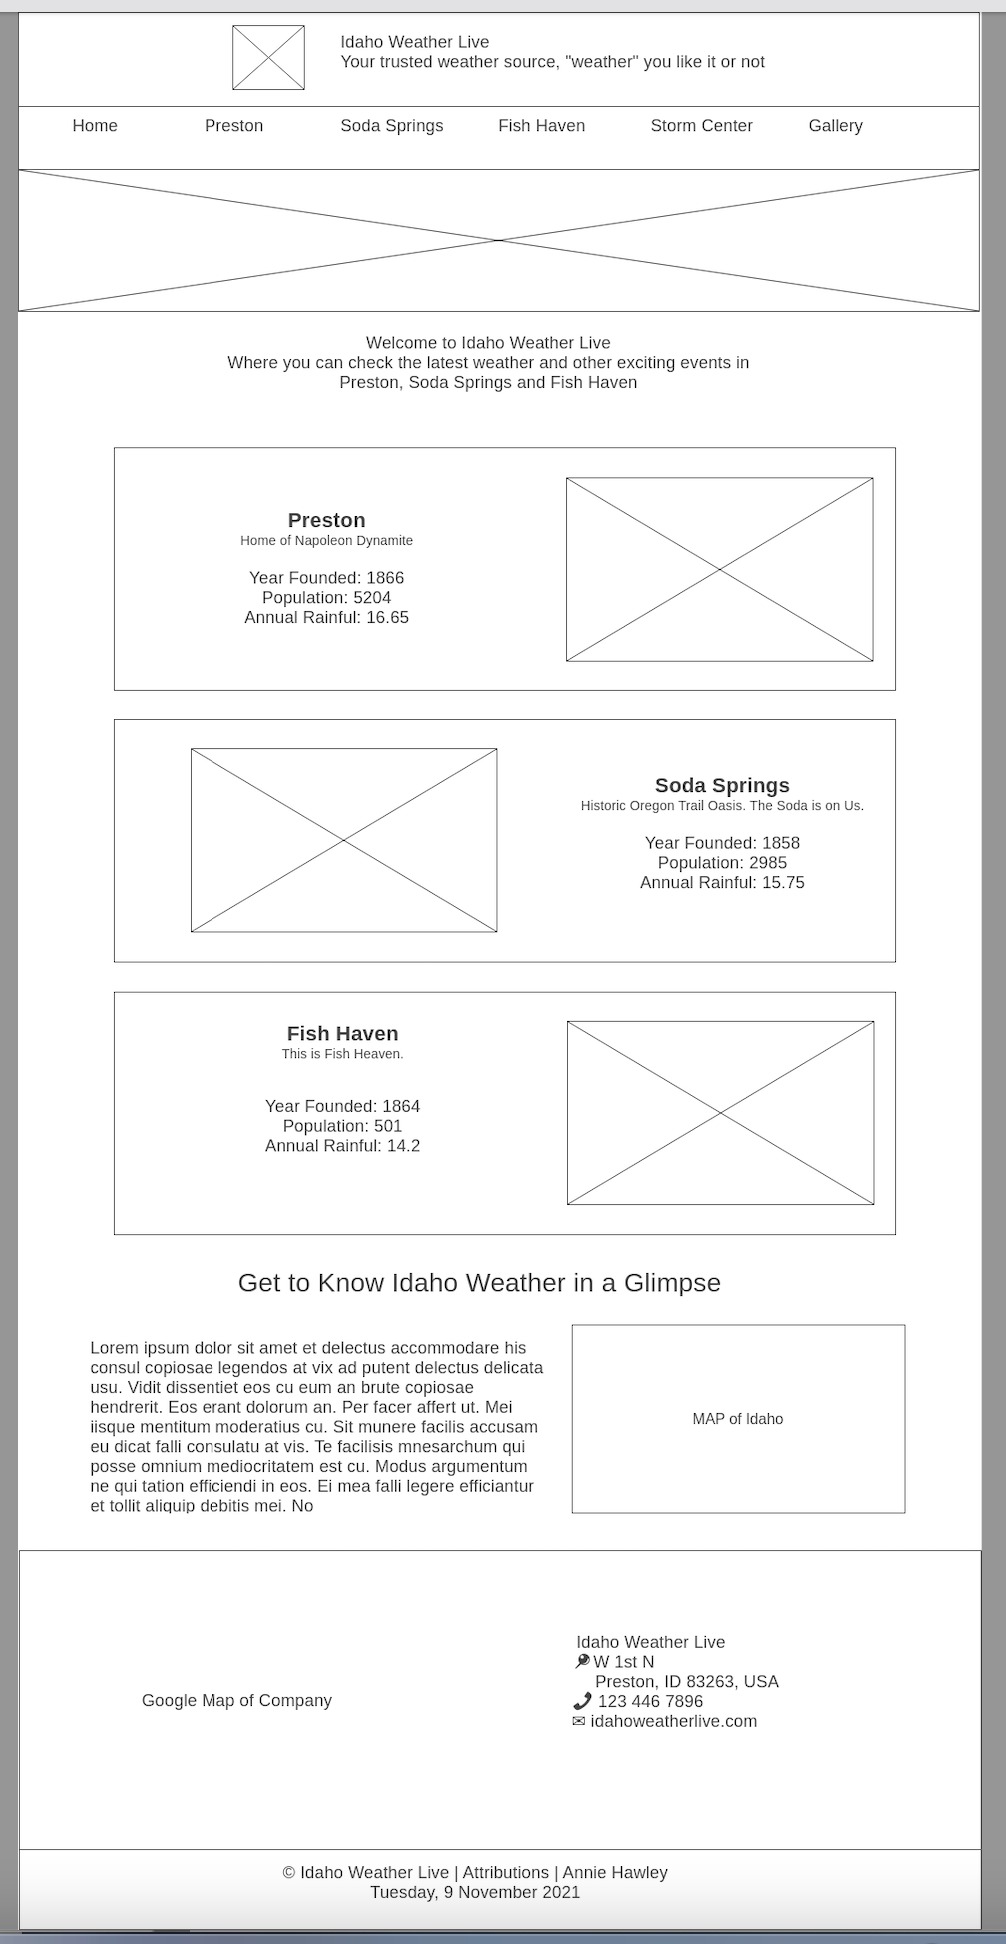 Idaho Weather Live
Your trusted weather source, "weather" you like it or not
Home Preston Soda Springs Fish Haven Storm Center Gallery
Welcome to Idaho Weather Live
Where you can check the latest weather and other exciting events in
Preston, Soda Springs and Fish Haven
Preston
Home of Napoleon Dynamite
Year Founded: 1866
Population: 5204
Annual Rainful: 16.65
Soda Springs
Historic Oregon Trail Oasis. The Soda is on Us.
Year Founded: 1858
Population: 2985
Annual Rainful: 15.75
Fish Haven
This is Fish Heaven.
Year Founded: 1864
Population: 501
Annual Rainful: 14.2
Get to Know Idaho Weather in a Glimpse
Lorem ipsum dolor sit amet et delectus accommodare his
consul copiosae legendos at vix ad putent delectus delicata
usu. Vidit dissentiet eos cu eum an brute copiosae
hendrerit. Eos erant dolorum an. Per facer affert ut. Mei
iisque mentitum moderatius cu. Sit munere facilis accusam
eu dicat falli consulatu at vis. Te facilisis mnesarchum qui
posse omnium mediocritatem est cu. Modus argumentum
ne qui tation efficiendi in eos. Ei mea falli legere efficiantur
et tollit aliquip debitis mei. No
MAP of Idaho
Google Map of Company
Idaho Weather Live
W 1st N
Preston, ID 83263, USA
123 446 7896
✉ idahoweatherlive.com
© Idaho Weather Live | Attributions | Annie Hawley
Tuesday, 9 November 2021